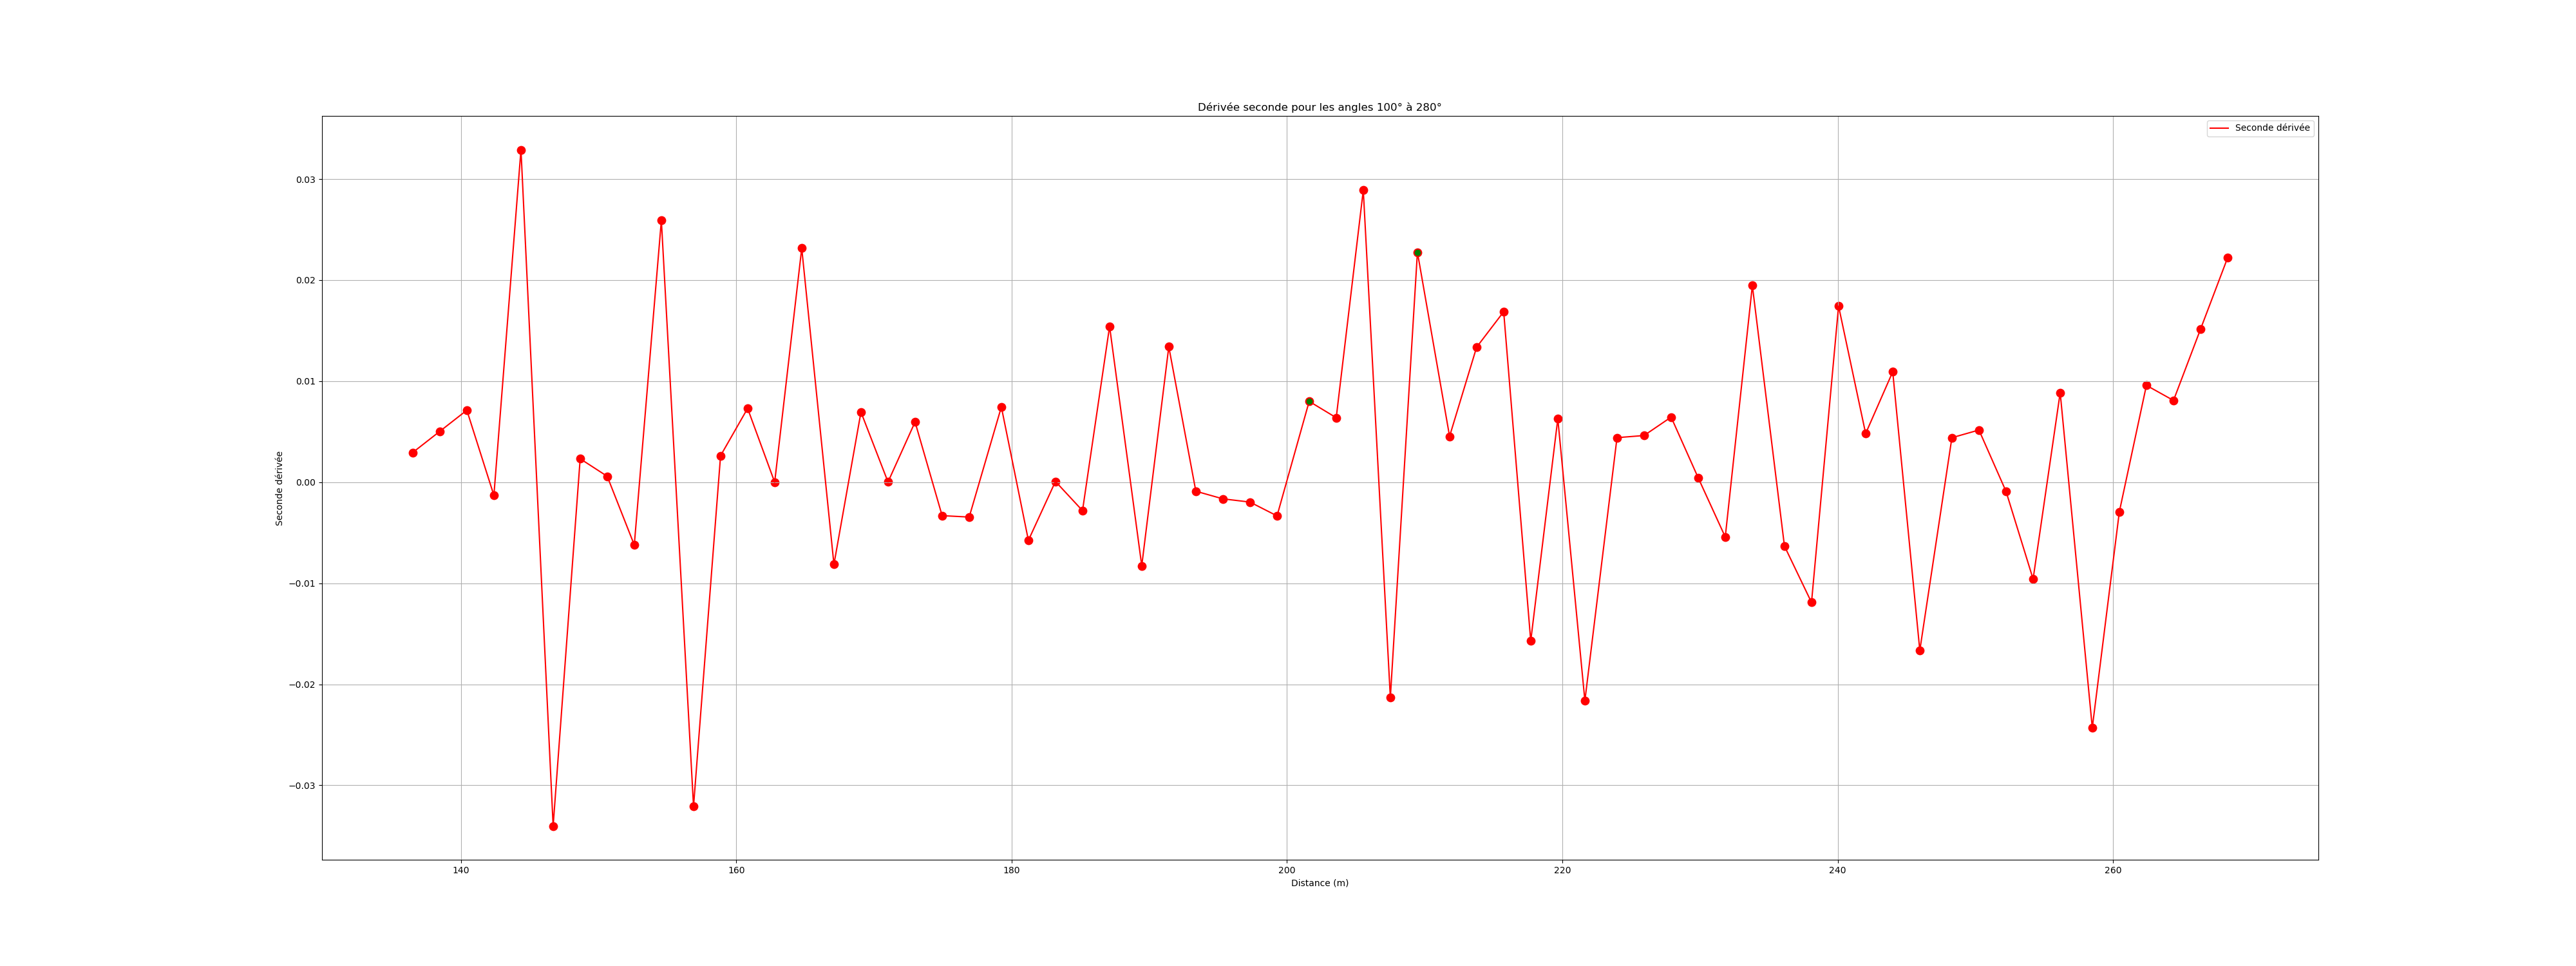 Dérivée seconde pour les angles 100° à 280°
Seconde dérivée
0.03
0.02
0.01
0.00
−0.01
−0.02
−0.03
Seconde dérivée
140 160 180 200 220 240 260
Distance (m)